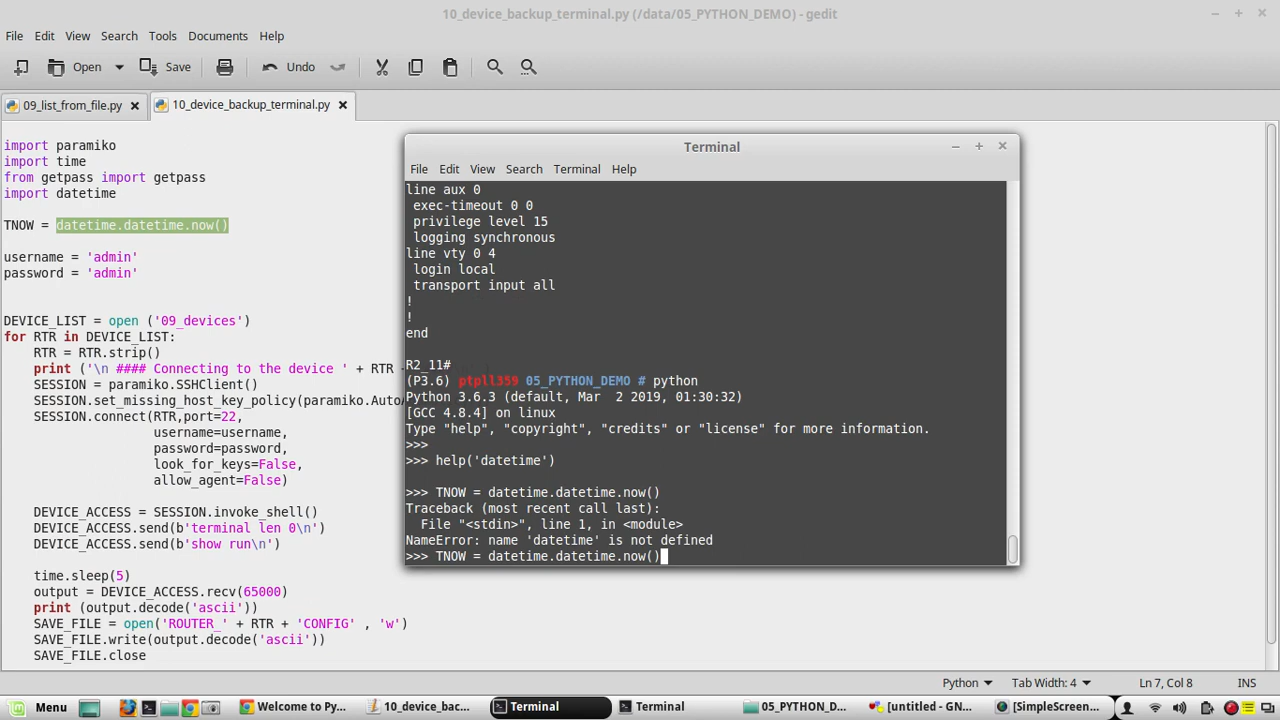 10_device_backup_terminal.py (/data/05_PYTHON_DEMO) - gedit
File Edit View Search Tools Documents Help
Open Save Undo
09_list_from_file.py 10_device_backup_terminal.py
import paramiko
import time
from getpass import getpass
import datetime
TNOW = datetime.datetime.now()
username = 'admin'
password = 'admin'
DEVICE_LIST = open ('09_devices')
for RTR in DEVICE_LIST:
RTR = RTR.strip()
print ('\n #### Connecting to the device ' + RTR
SESSION = paramiko.SSHClient()
SESSION.set_missing_host_key_policy(paramiko.Auto
SESSION.connect(RTR,port=22,
username=username,
password=password,
look_for_keys=False,
allow_agent=False)
DEVICE_ACCESS = SESSION.invoke_shell()
DEVICE_ACCESS.send(b'terminal len 0\n')
DEVICE_ACCESS.send(b'show run\n')
time.sleep(5)
output = DEVICE_ACCESS.recv(65000)
print (output.decode('ascii'))
SAVE_FILE = open('ROUTER_' + RTR + 'CONFIG' , 'w')
SAVE_FILE.write(output.decode('ascii'))
SAVE_FILE.close
Terminal
File Edit View Search Terminal Help
line aux 0
exec-timeout 0 0
privilege level 15
logging synchronous
line vty 0 4
login local
transport input all
!
!
end
R2_11#
(P3.6) ptpll359 05_PYTHON_DEMO # python
Python 3.6.3 (default, Mar  2 2019, 01:30:32)
[GCC 4.8.4] on linux
Type "help", "copyright", "credits" or "license" for more information.
>>>
>>> help('datetime')
>>> TNOW = datetime.datetime.now()
Traceback (most recent call last):
File "<stdin>", line 1, in <module>
NameError: name 'datetime' is not defined
>>> TNOW = datetime.datetime.now()
Python Tab Width: 4 Ln 7, Col 8 INS
Menu Welcome to Py... 10_device_bac... Terminal Terminal 05_PYTHON_D... [untitled - GN... [SimpleScreen...